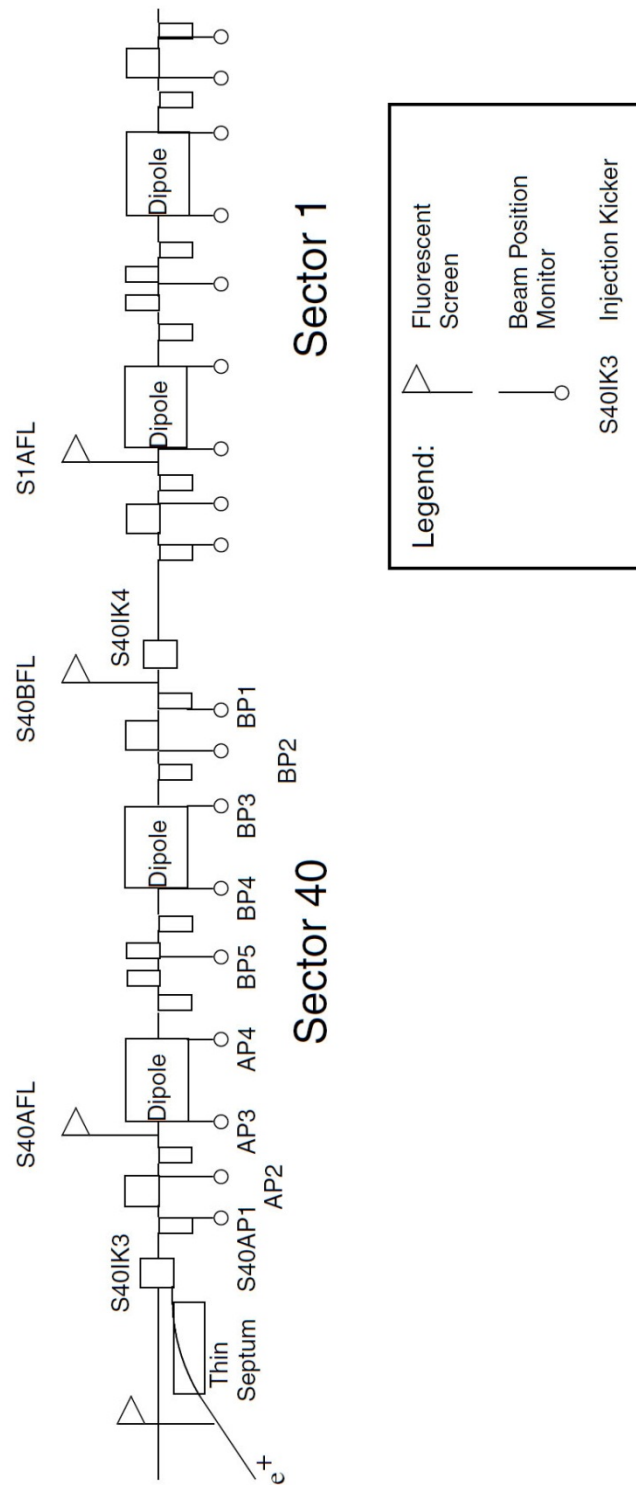 S40AFL
S40BFL
S1AFL
S40IK3
S40IK4
Dipole
Dipole
Dipole
Dipole
Thin
Septum
e+
S40AP1
AP2
AP3
AP4
BP5
BP4
BP3
BP2
BP1
Sector 40
Sector 1
Legend:
Fluorescent
Screen
Beam Position
Monitor
S40IK3 Injection Kicker